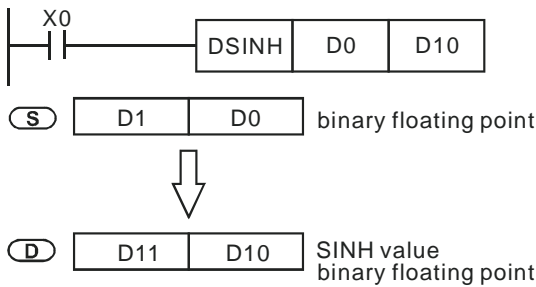 X0
DSINH D0 D10
S D1 D0 binary floating point
D D11 D10 SINH value
binary floating point